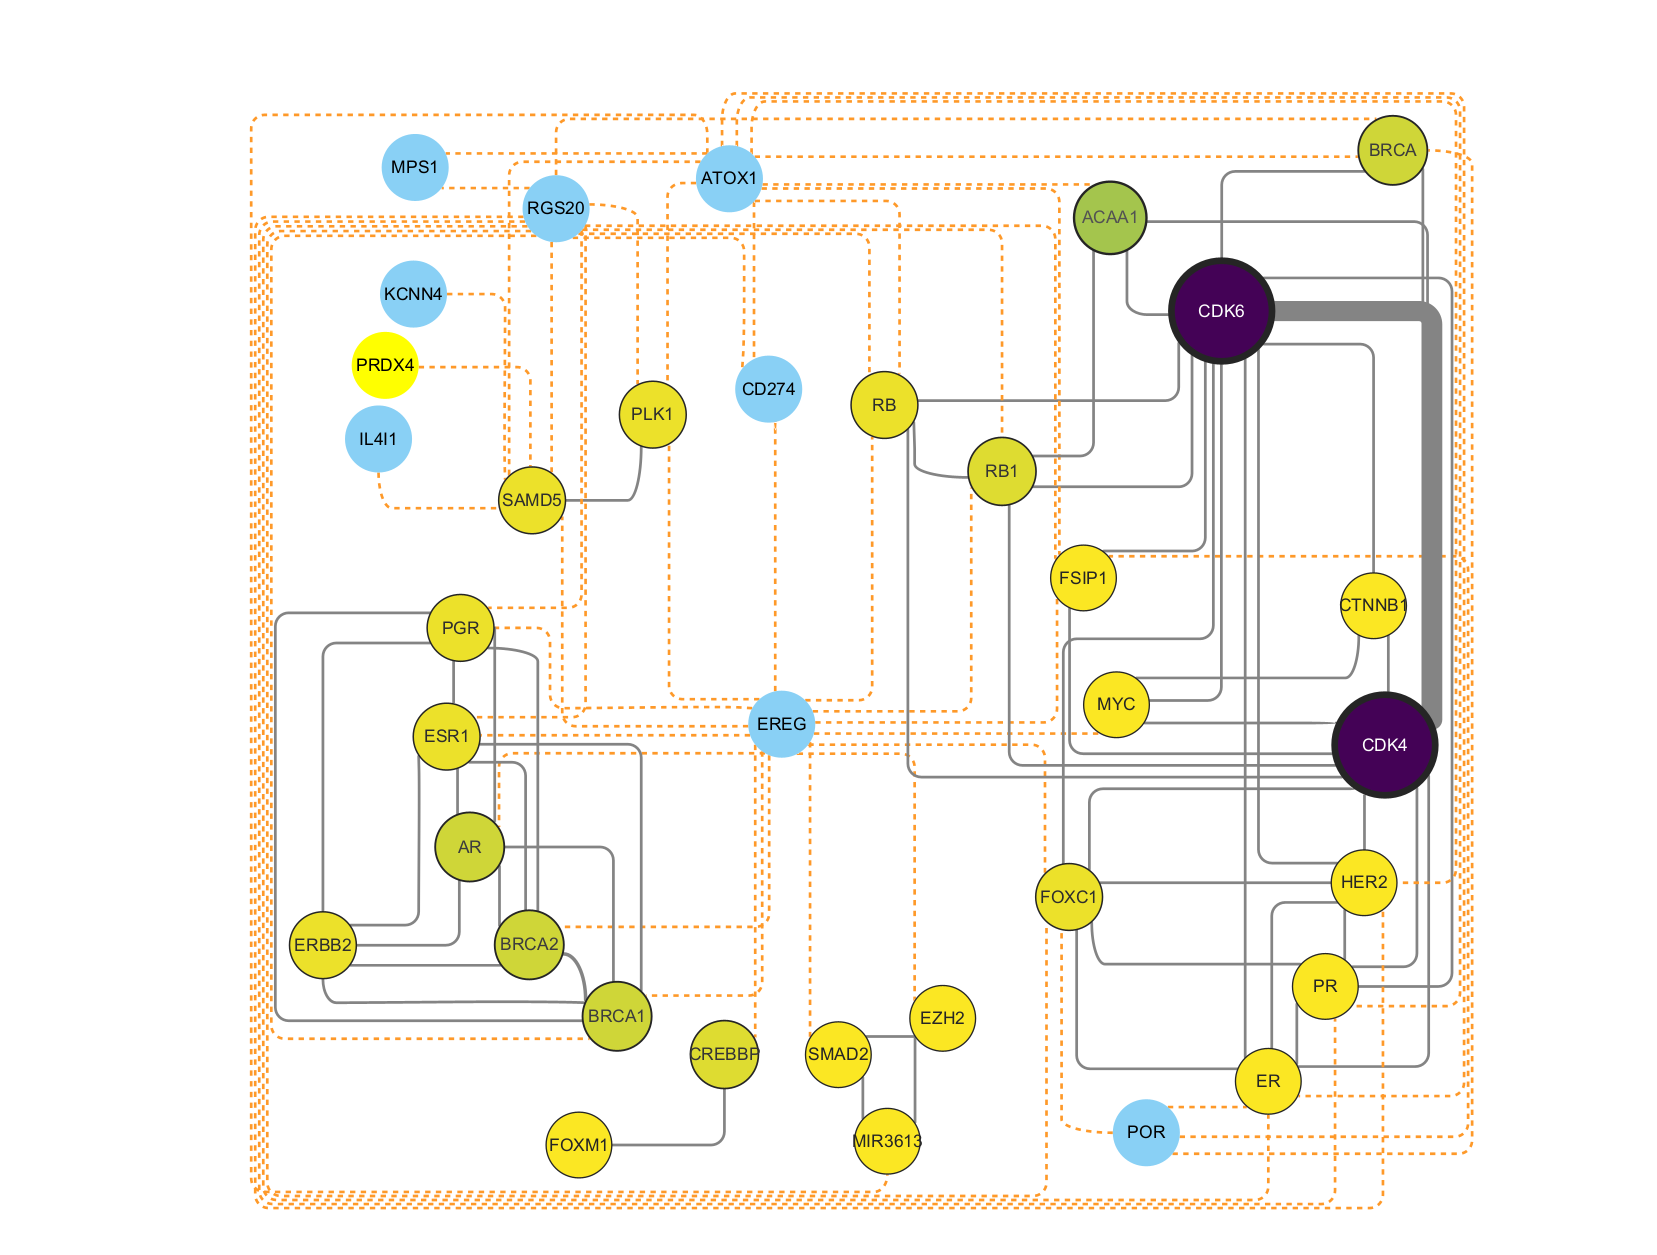 BRCA
MPS1
ATOX1
RGS20
ACAA1
KCNN4
CDK6
PRDX4
CD274
RB
PLK1
IL4I1
RB1
SAMD5
FSIP1
CTNNB1
PGR
MYC
EREG
ESR1
CDK4
AR
HER2
FOXC1
ERBB2
BRCA2
PR
BRCA1
EZH2
CREBBP
SMAD2
ER
POR
FOXM1
MIR3613